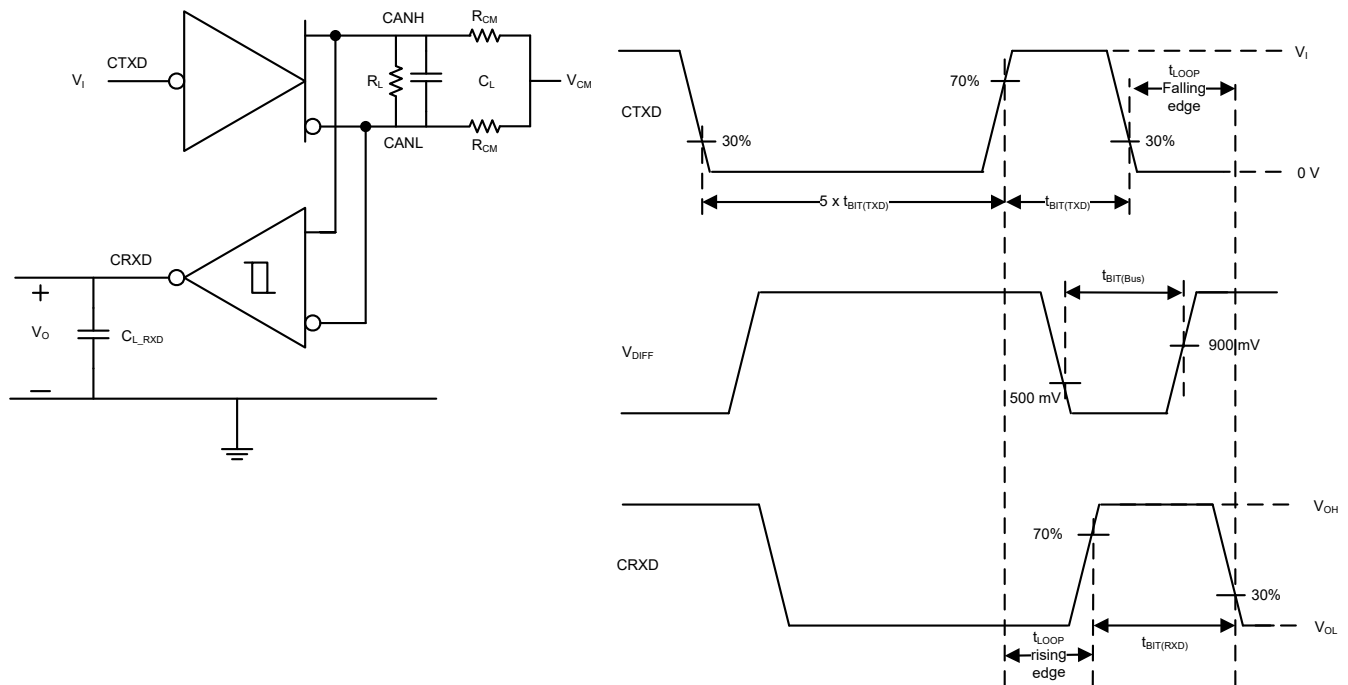 CANH
R_CM
CTXD
V_I
R_L
C_L
V_CM
CANL
R_CM
CRXD
+
V_O
C_L_RXD
—
V_I
70%
t_LOOP
Falling
edge
CTXD
30%
30%
0 V
5 x t_BIT(TXD)
t_BIT(TXD)
t_BIT(Bus)
V_DIFF
900 mV
500 mV
V_OH
70%
CRXD
30%
V_OL
t_LOOP
rising
edge
t_BIT(RXD)